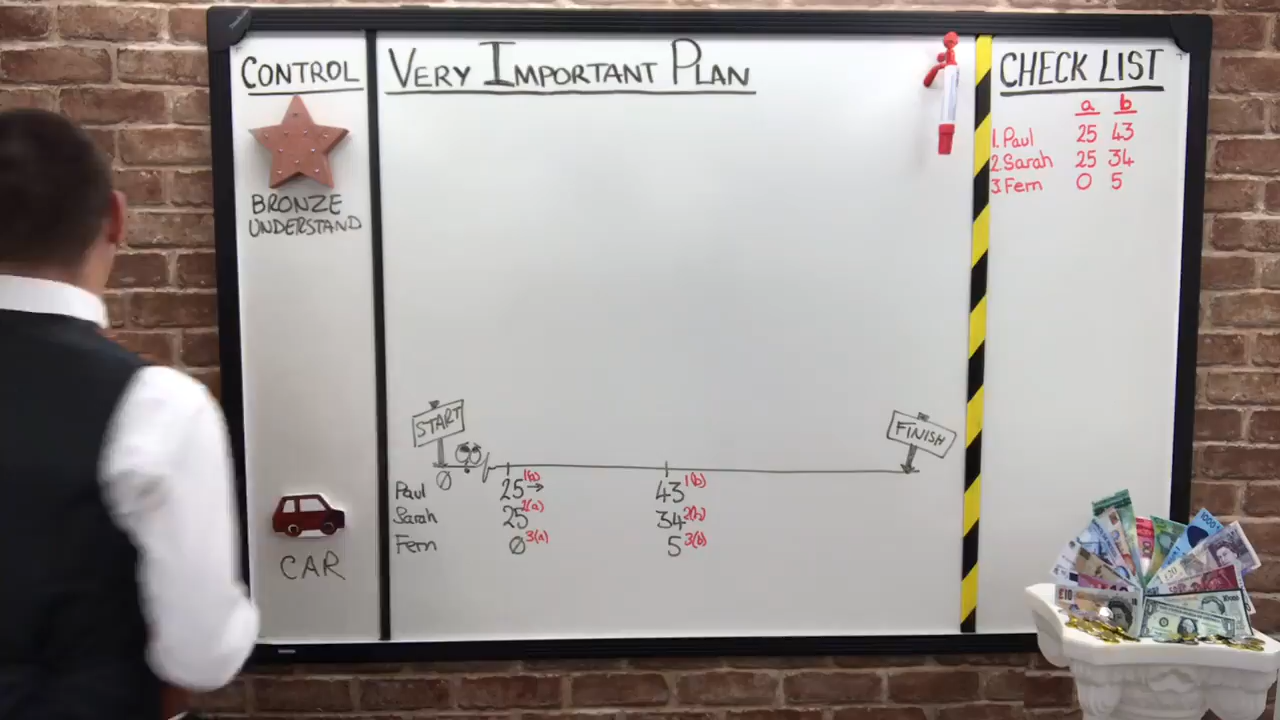 CONTROL
BRONZE
UNDERSTAND
CAR
VERY IMPORTANT PLAN
START
FINISH
0
Paul 25 → 43 1(b)
Sarah 25 2(a) 34 2(b)
Fern 0 3(a) 5 3(b)
CHECK LIST
a b
1. Paul 25 43
2. Sarah 25 34
3. Fern 0 5